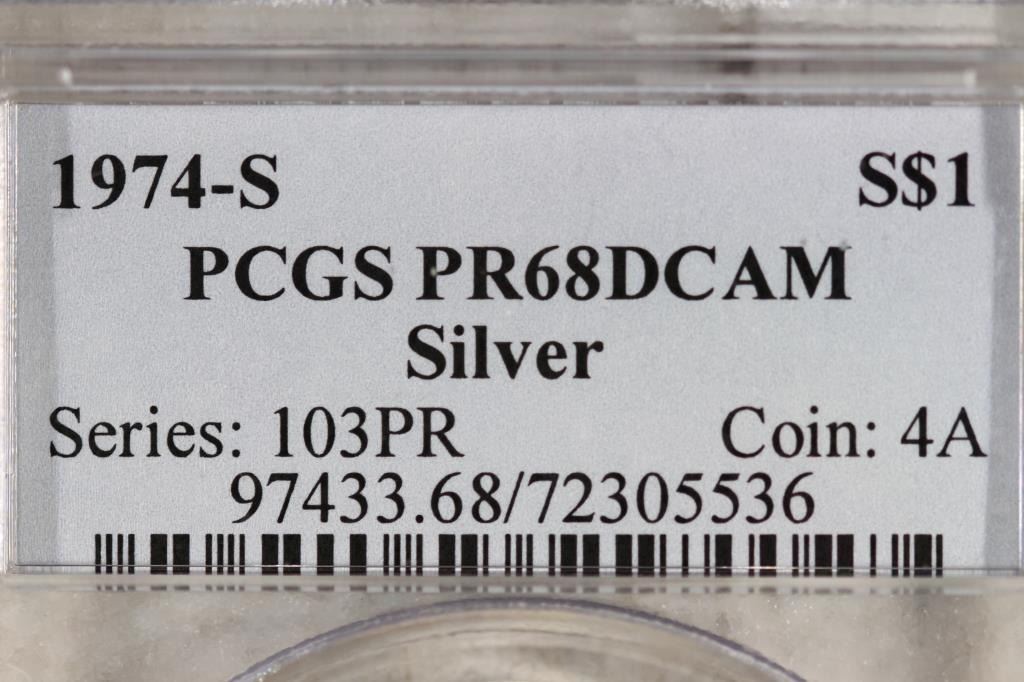 1974-S S$1
PCGS PR68DCAM
Silver
Series: 103PR Coin: 4A
97433.68/72305536